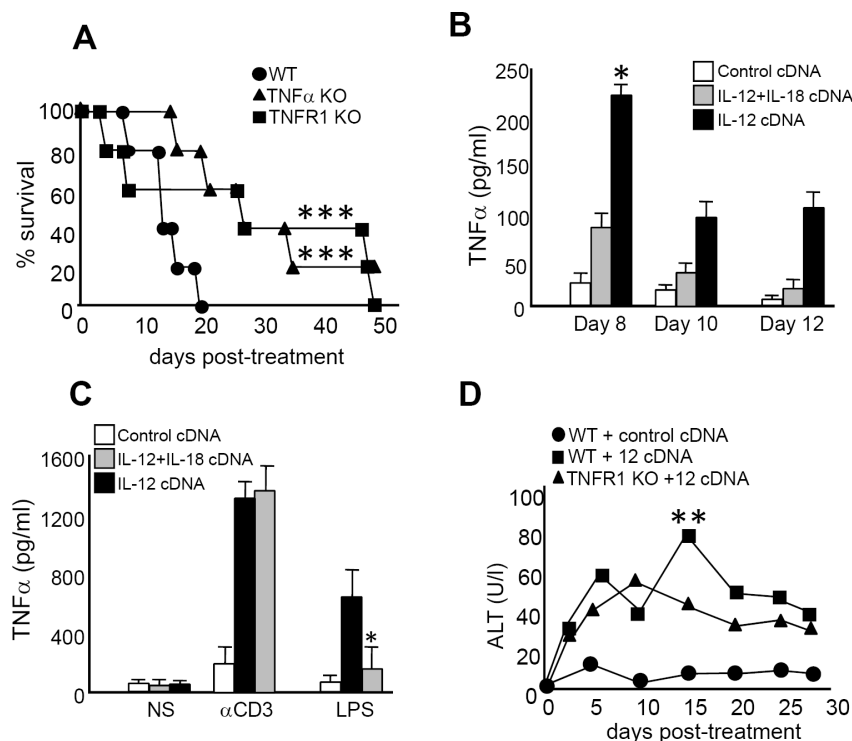 A
WT
TNFα KO
TNFR1 KO
% survival
100
80
60
40
20
0
***
***
0 10 20 30 40 50
days post-treatment
B
Control cDNA
IL-12+IL-18 cDNA
IL-12 cDNA
TNFα (pg/ml)
250
200
150
100
50
0
*
Day 8 Day 10 Day 12
C
Control cDNA
IL-12+IL-18 cDNA
IL-12 cDNA
TNFα (pg/ml)
1600
1200
800
400
0
*
NS αCD3 LPS
D
WT + control cDNA
WT + 12 cDNA
TNFR1 KO +12 cDNA
ALT (U/l)
100
80
60
40
20
0
**
0 5 10 15 20 25 30
days post-treatment